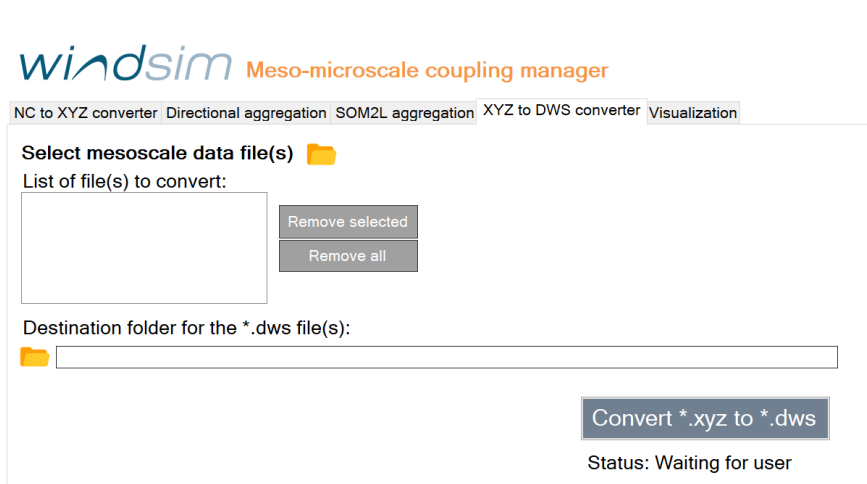 windsim Meso-microscale coupling manager
NC to XYZ converter Directional aggregation SOM2L aggregation XYZ to DWS converter Visualization
Select mesoscale data file(s)
List of file(s) to convert:
Remove selected
Remove all
Destination folder for the *.dws file(s):
Convert *.xyz to *.dws
Status: Waiting for user